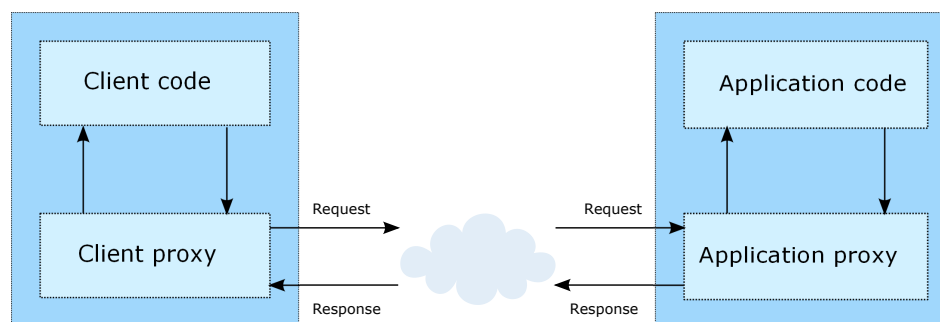 Client code
Application code
Request
Request
Client proxy
Application proxy
Response
Response